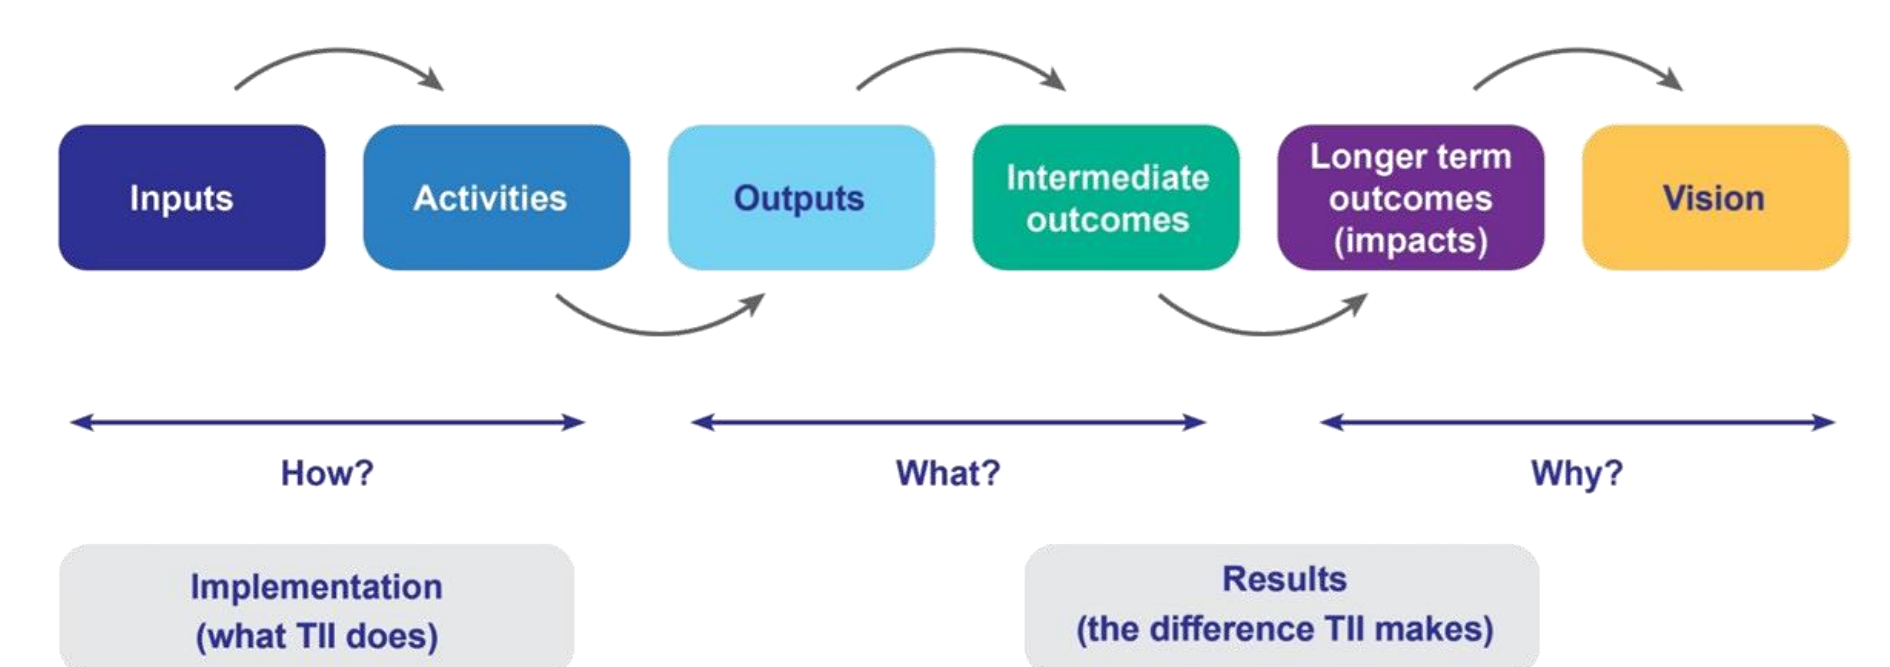 Inputs
Activities
Outputs
Intermediate
outcomes
Longer term
outcomes
(impacts)
Vision
How?
What?
Why?
Implementation
(what TII does)
Results
(the difference TII makes)